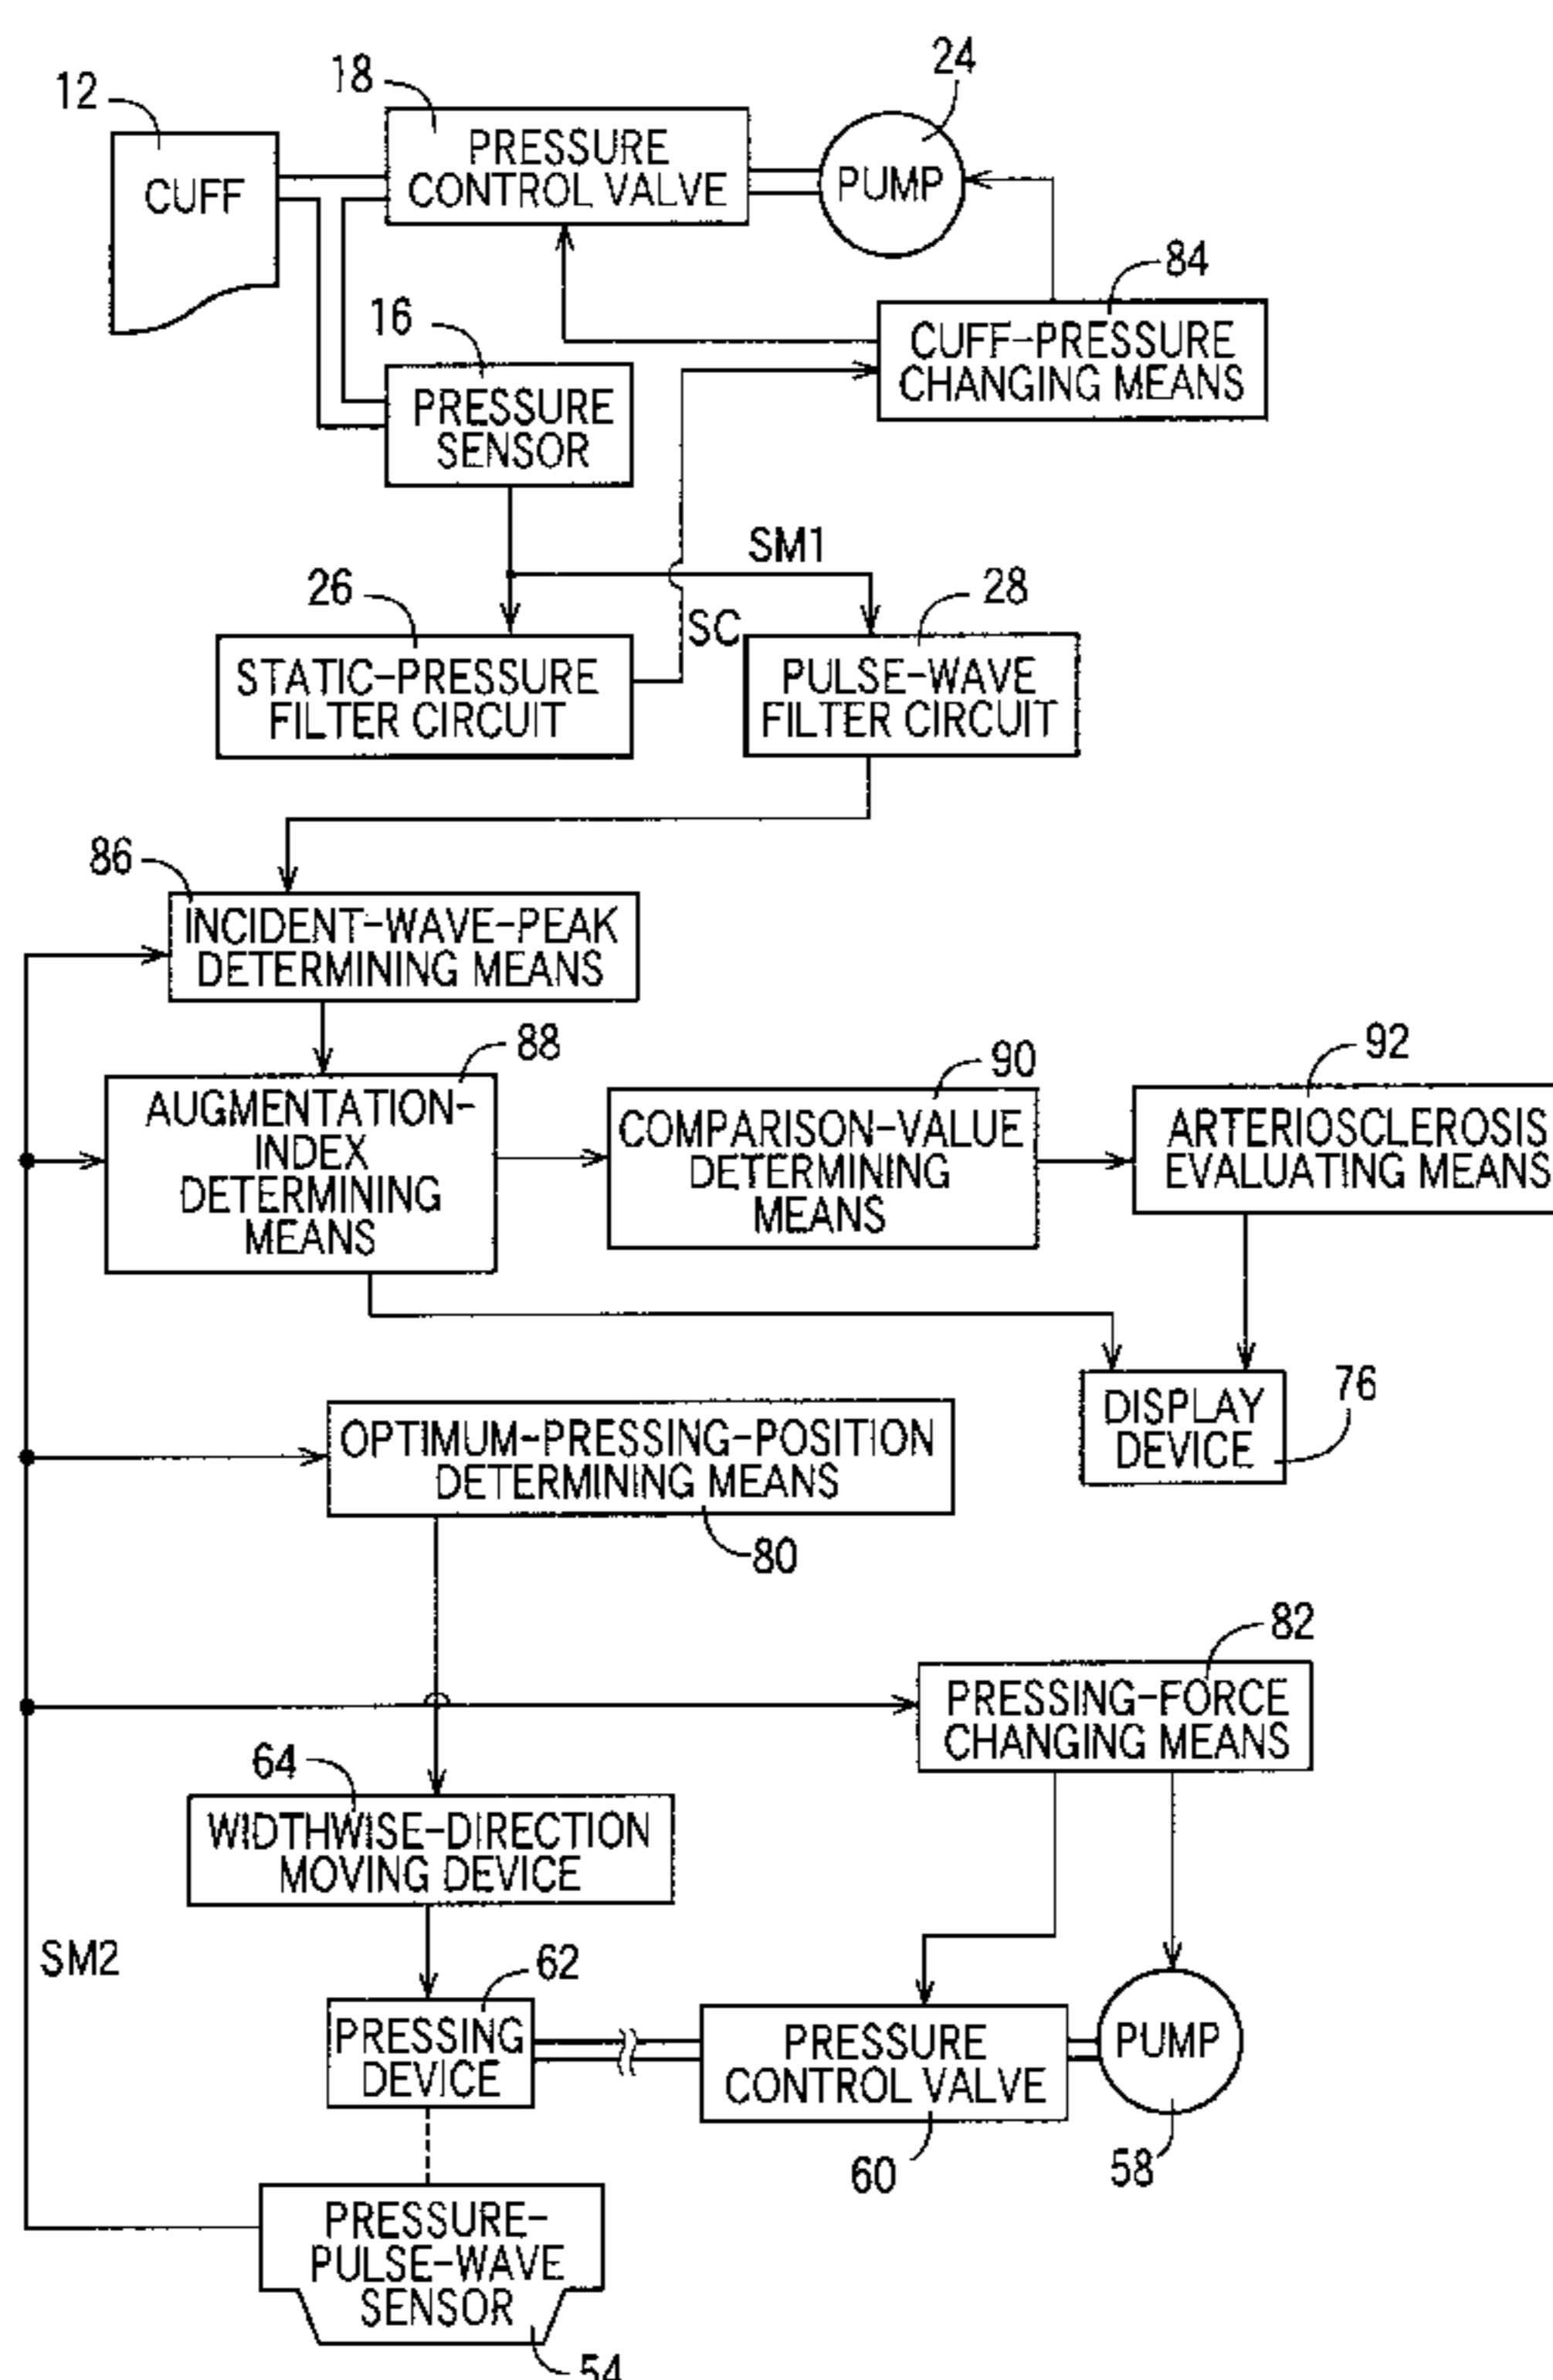 12
18
24
CUFF
PRESSURE
CONTROL VALVE
PUMP
84
16
CUFF-PRESSURE
CHANGING MEANS
PRESSURE
SENSOR
SM1
26
28
SC
STATIC-PRESSURE
FILTER CIRCUIT
PULSE-WAVE
FILTER CIRCUIT
86
INCIDENT-WAVE-PEAK
DETERMINING MEANS
88
90
92
AUGMENTATION-
INDEX
DETERMINING
MEANS
COMPARISON-VALUE
DETERMINING
MEANS
ARTERIOSCLEROSIS
EVALUATING MEANS
76
DISPLAY
DEVICE
OPTIMUM-PRESSING-POSITION
DETERMINING MEANS
80
82
PRESSING-FORCE
CHANGING MEANS
64
WIDTHWISE-DIRECTION
MOVING DEVICE
SM2
62
PRESSING
DEVICE
PRESSURE
CONTROL VALVE
PUMP
60
58
PRESSURE-
PULSE-WAVE
SENSOR
54